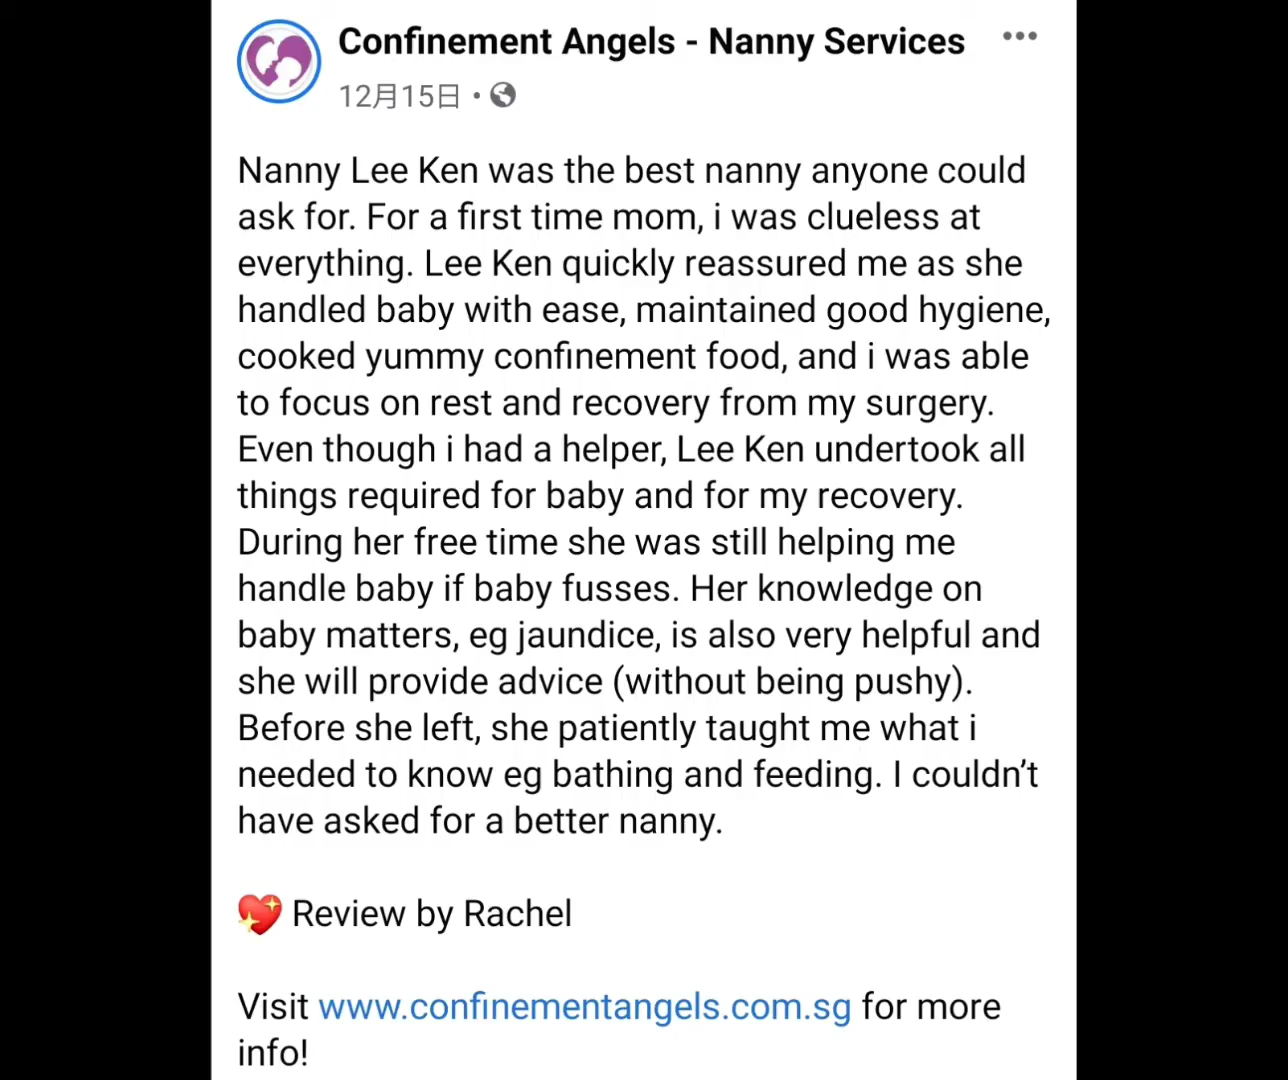 Confinement Angels - Nanny Services
12月15日 •
Nanny Lee Ken was the best nanny anyone could
ask for. For a first time mom, i was clueless at
everything. Lee Ken quickly reassured me as she
handled baby with ease, maintained good hygiene,
cooked yummy confinement food, and i was able
to focus on rest and recovery from my surgery.
Even though i had a helper, Lee Ken undertook all
things required for baby and for my recovery.
During her free time she was still helping me
handle baby if baby fusses. Her knowledge on
baby matters, eg jaundice, is also very helpful and
she will provide advice (without being pushy).
Before she left, she patiently taught me what i
needed to know eg bathing and feeding. I couldn’t
have asked for a better nanny.
💖 Review by Rachel
Visit www.confinementangels.com.sg for more
info!